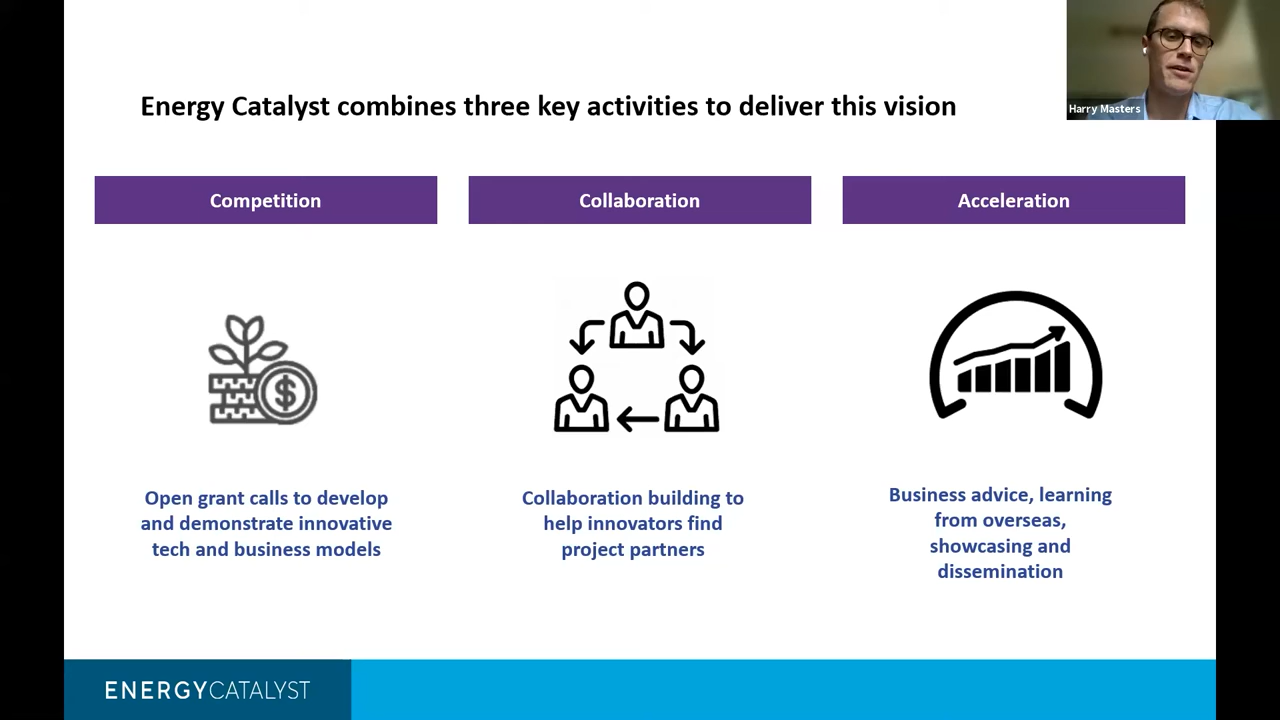 Energy Catalyst combines three key activities to deliver this vision
Harry Masters
Competition
Collaboration
Acceleration
$
Open grant calls to develop
and demonstrate innovative
tech and business models
Collaboration building to
help innovators find
project partners
Business advice, learning
from overseas,
showcasing and
dissemination
ENERGYCATALYST